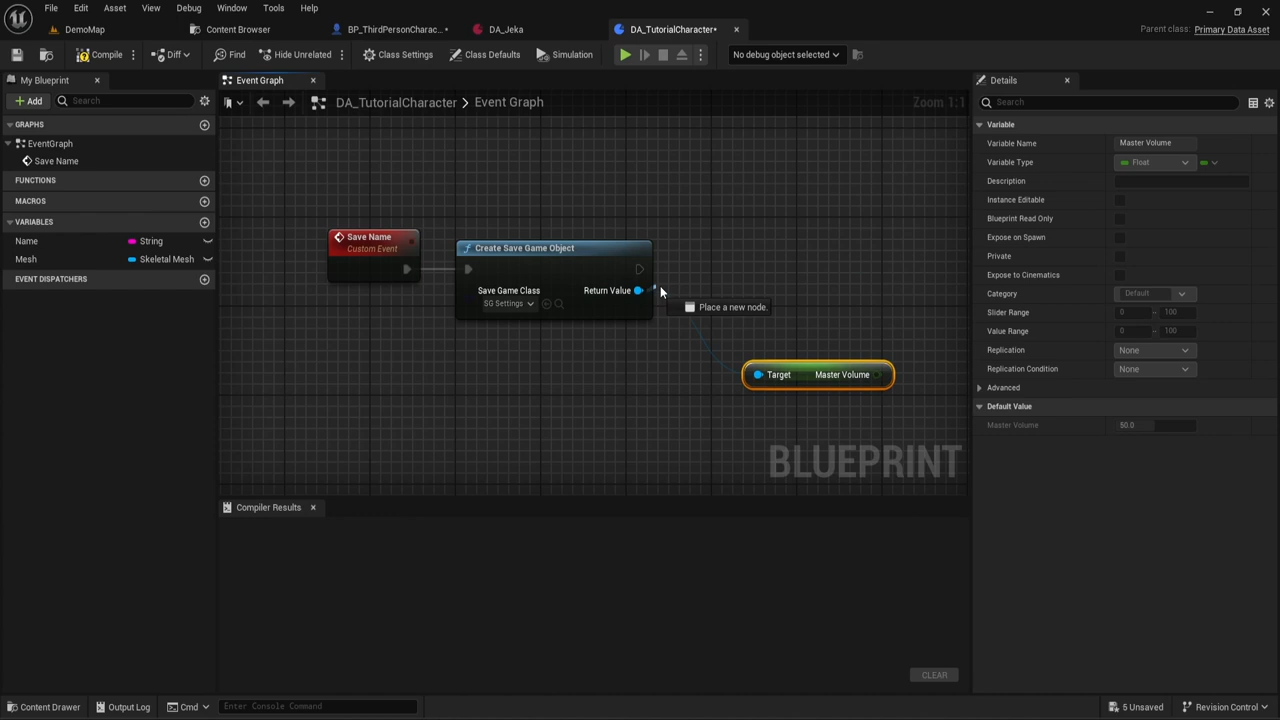 File Edit Asset View Debug Window Tools Help
DemoMap
Content Browser
BP_ThirdPersonCharac... •
DA_Jeka
DA_TutorialCharacter•
Parent class: Primary Data Asset
Compile
Diff
Find
Hide Unrelated
Class Settings
Class Defaults
Simulation
No debug object selected
My Blueprint
Event Graph
Details
Add
Search
DA_TutorialCharacter > Event Graph
Zoom 1:1
Search
GRAPHS
EventGraph
Save Name
FUNCTIONS
MACROS
VARIABLES
Name String
Mesh Skeletal Mesh
EVENT DISPATCHERS
Save Name
Custom Event
Create Save Game Object
Save Game Class
SG Settings
Return Value
Place a new node.
Target Master Volume
BLUEPRINT
Variable
Variable Name Master Volume
Variable Type Float
Description
Instance Editable
Blueprint Read Only
Expose on Spawn
Private
Expose to Cinematics
Category Default
Slider Range 0 100
Value Range 0 100
Replication None
Replication Condition None
Advanced
Default Value
Master Volume 50.0
Compiler Results
CLEAR
Content Drawer
Output Log
Cmd
Enter Console Command
5 Unsaved
Revision Control